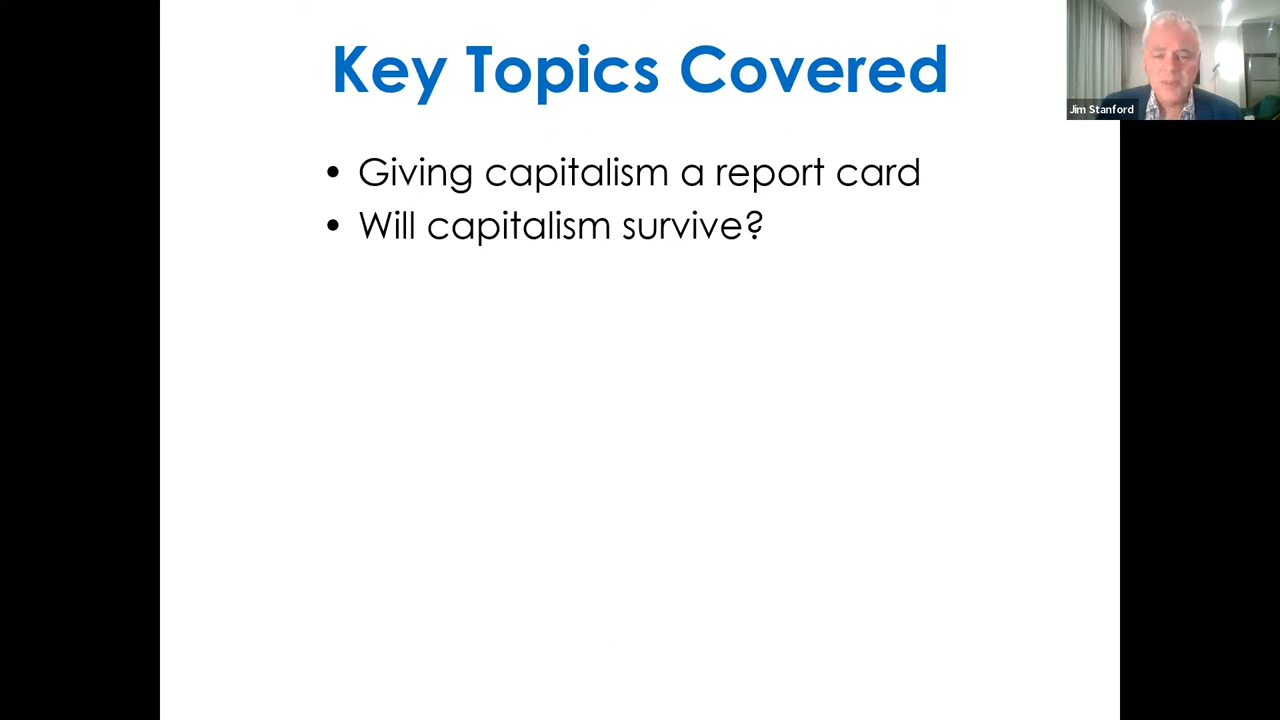 Key Topics Covered
Jim Stanford
• Giving capitalism a report card
• Will capitalism survive?